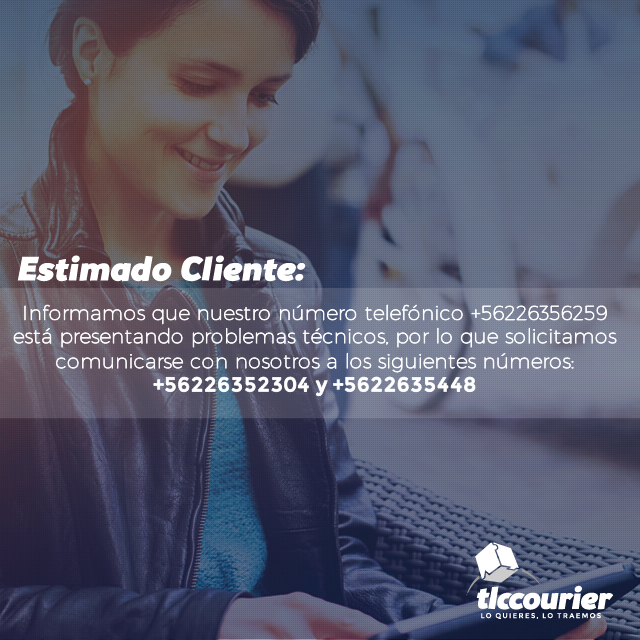 Estimado Cliente:
Informamos que nuestro número telefónico +56226356259
está presentando problemas técnicos, por lo que solicitamos
comunicarse con nosotros a los siguientes números:
+56226352304 y +5622635448
tlccourier
LO QUIERES, LO TRAEMOS